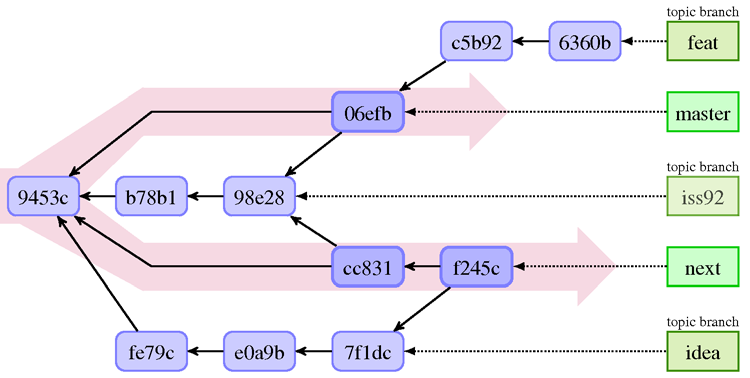 topic branch
c5b92 6360b feat
06efb master
topic branch
9453c b78b1 98e28 iss92
cc831 f245c next
topic branch
fe79c e0a9b 7f1dc idea